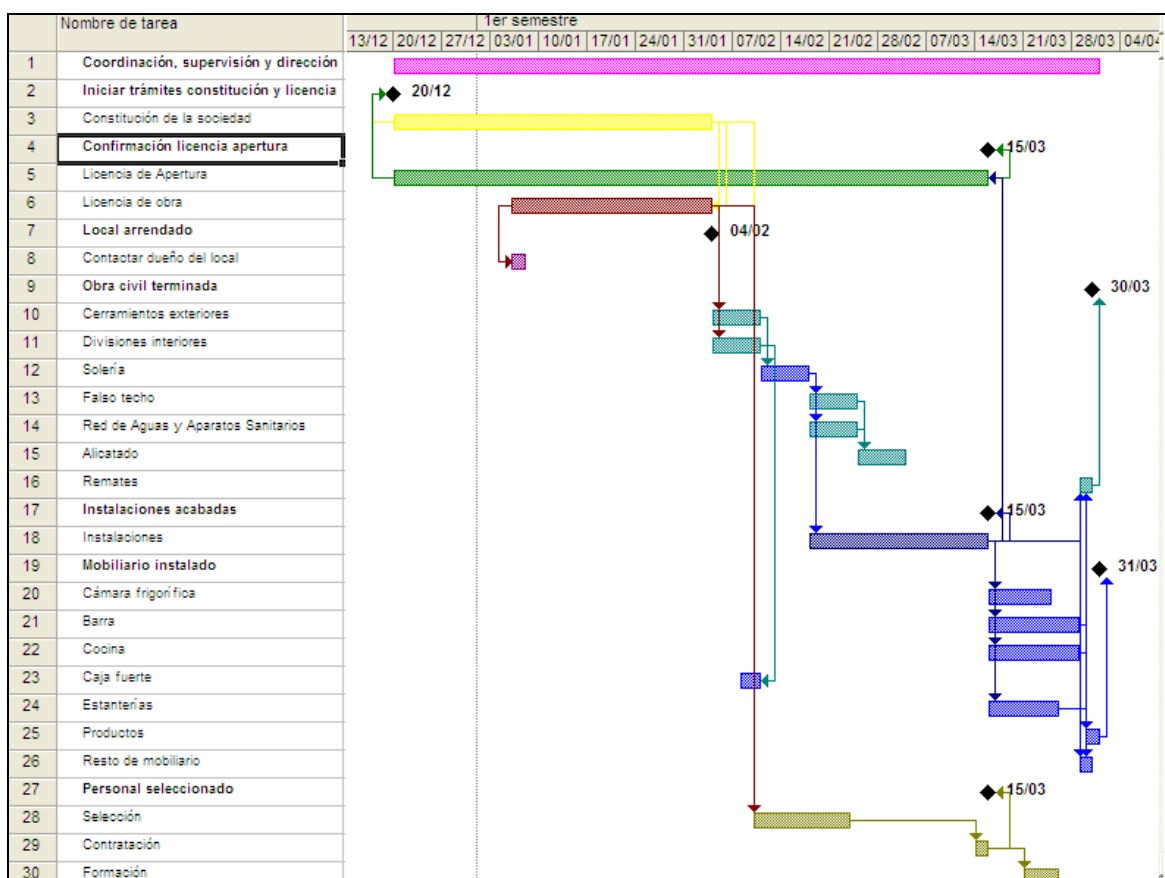 Nombre de tarea
1er semestre
13/12 20/12 27/12 03/01 10/01 17/01 24/01 31/01 07/02 14/02 21/02 28/02 07/03 14/03 21/03 28/03 04/04
1 Coordinación, supervisión y dirección
2 Iniciar trámites constitución y licencia 20/12
3 Constitución de la sociedad
4 Confirmación licencia apertura 15/03
5 Licencia de Apertura
6 Licencia de obra
7 Local arrendado 04/02
8 Contactar dueño del local
9 Obra civil terminada 30/03
10 Cerramientos exteriores
11 Divisiones interiores
12 Solería
13 Falso techo
14 Red de Aguas y Aparatos Sanitarios
15 Alicatado
16 Remates
17 Instalaciones acabadas 15/03
18 Instalaciones
19 Mobiliario instalado 31/03
20 Cámara frigorífica
21 Barra
22 Cocina
23 Caja fuerte
24 Estanterías
25 Productos
26 Resto de mobiliario
27 Personal seleccionado 15/03
28 Selección
29 Contratación
30 Formación